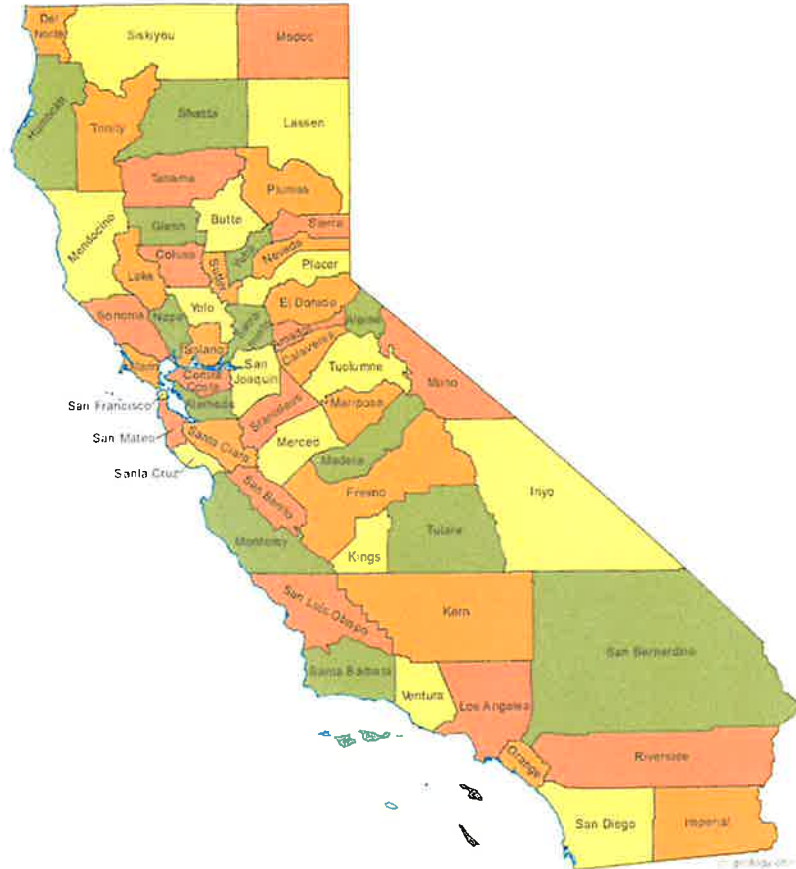 Del
Norte
Siskiyou
Modoc
Humboldt
Trinity
Shasta
Lassen
Tehama
Plumas
Mendocino
Glenn
Butte
Sierra
Lake
Colusa
Sutter
Yuba
Nevada
Placer
Sonoma
Napa
Yolo
El Dorado
Alpine
Solano
Amador
Calaveras
Marin
Contra
Costa
San
Joaquin
Tuolumne
Mono
San Francisco
Alameda
Stanislaus
Mariposa
San Mateo
Santa Clara
Merced
Madera
Santa Cruz
San Benito
Fresno
Inyo
Monterey
Kings
Tulare
San Luis Obispo
Kern
San Bernardino
Santa Barbara
Ventura
Los Angeles
Orange
Riverside
San Diego
Imperial